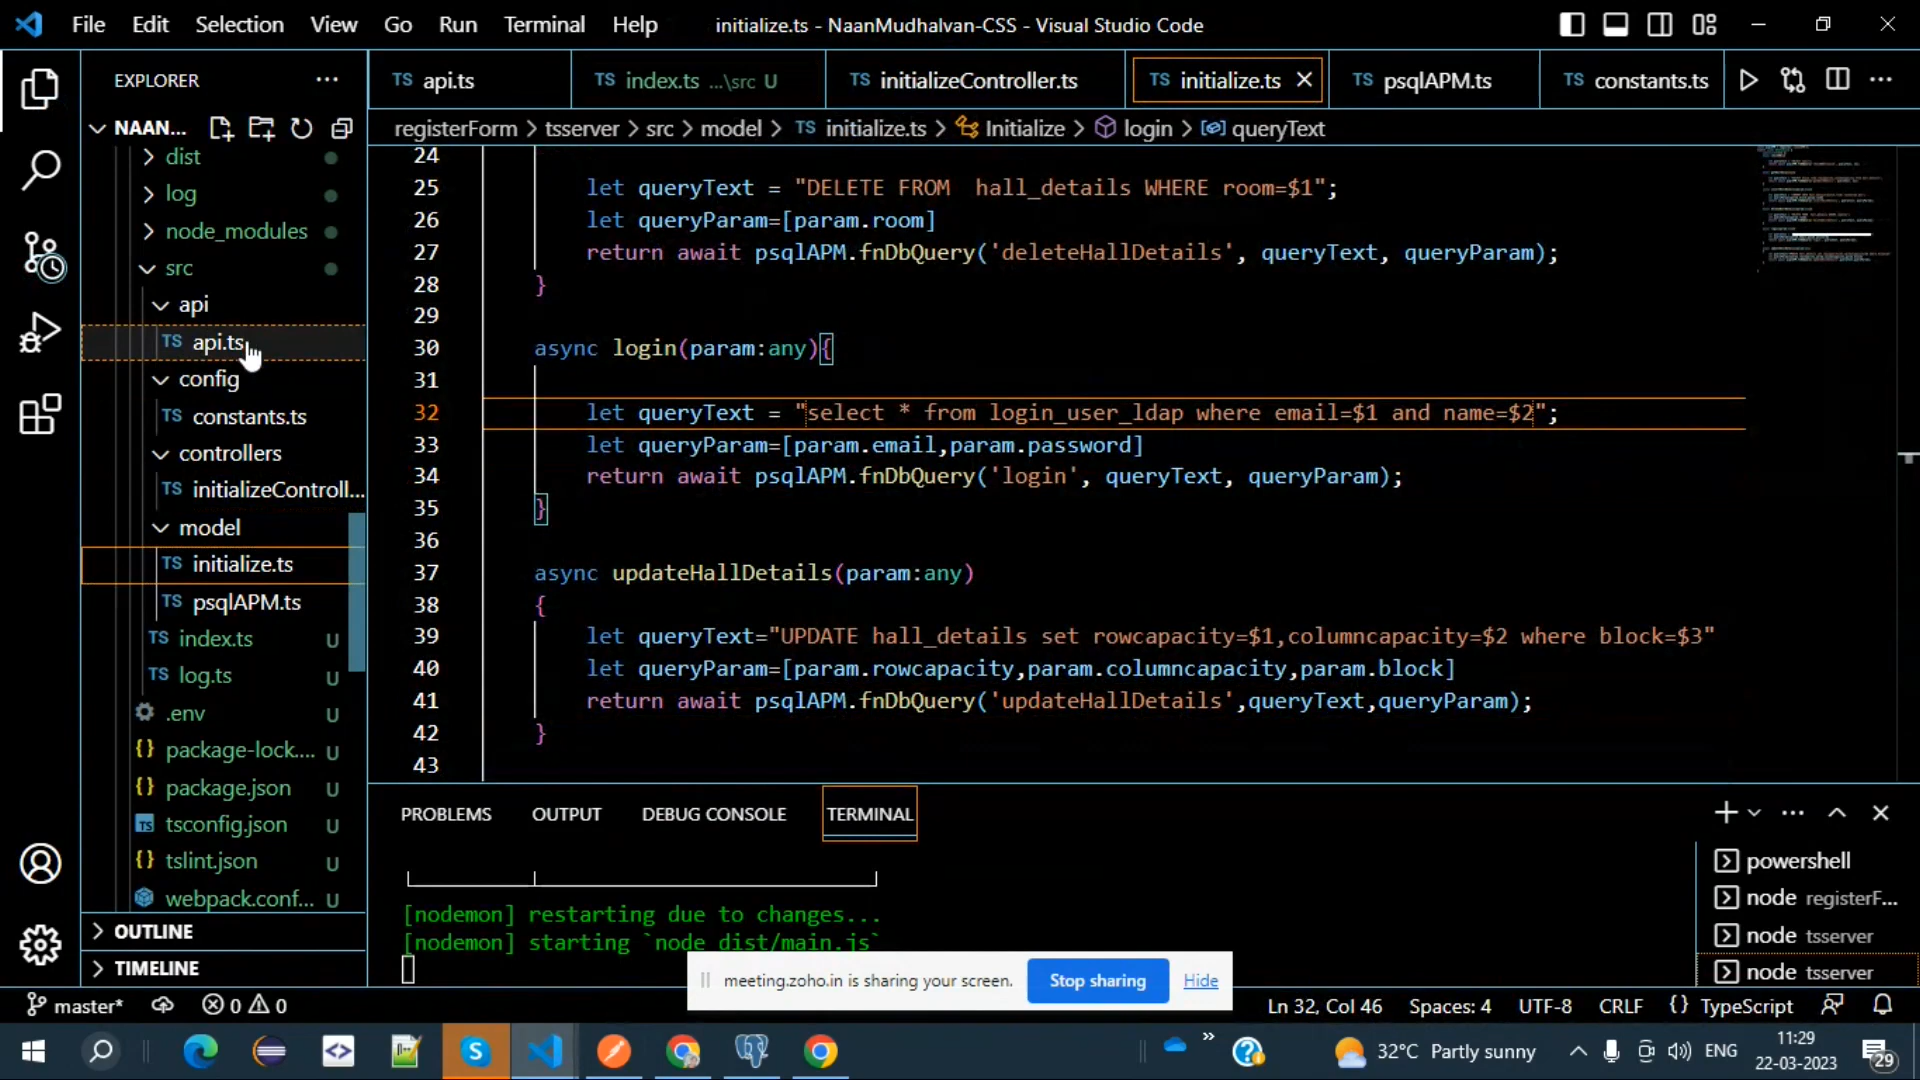 File Edit Selection View Go Run Terminal Help initialize.ts - NaanMudhalvan-CSS - Visual Studio Code
EXPLORER ...
TS api.ts TS index.ts ...\src U TS initializeController.ts TS initialize.ts TS psqlAPM.ts TS constants.ts
NAAN...
registerForm > tsserver > src > model > TS initialize.ts > Initialize > login > queryText
dist
log
node_modules
src
api
TS api.ts
config
TS constants.ts
controllers
TS initializeControll...
model
TS initialize.ts
TS psqlAPM.ts
TS index.ts U
TS log.ts U
.env U
{} package-lock.... U
{} package.json U
TS tsconfig.json U
{} tslint.json U
webpack.conf... U
OUTLINE
TIMELINE
24
25 let queryText = "DELETE FROM  hall_details WHERE room=$1";
26 let queryParam=[param.room]
27 return await psqlAPM.fnDbQuery('deleteHallDetails', queryText, queryParam);
28 }
29
30 async login(param:any){
31
32 let queryText = "select * from login_user_ldap where email=$1 and name=$2";
33 let queryParam=[param.email,param.password]
34 return await psqlAPM.fnDbQuery('login', queryText, queryParam);
35 }
36
37 async updateHallDetails(param:any)
38 {
39 let queryText="UPDATE hall_details set rowcapacity=$1,columncapacity=$2 where block=$3"
40 let queryParam=[param.rowcapacity,param.columncapacity,param.block]
41 return await psqlAPM.fnDbQuery('updateHallDetails',queryText,queryParam);
42 }
43
PROBLEMS OUTPUT DEBUG CONSOLE TERMINAL
[nodemon] restarting due to changes...
[nodemon] starting `node dist/main.js`
powershell
node registerF...
node tsserver
node tsserver
meeting.zoho.in is sharing your screen. Stop sharing Hide
master* 0 0 Ln 32, Col 46 Spaces: 4 UTF-8 CRLF {} TypeScript
32°C Partly sunny ENG 11:29
22-03-2023 29